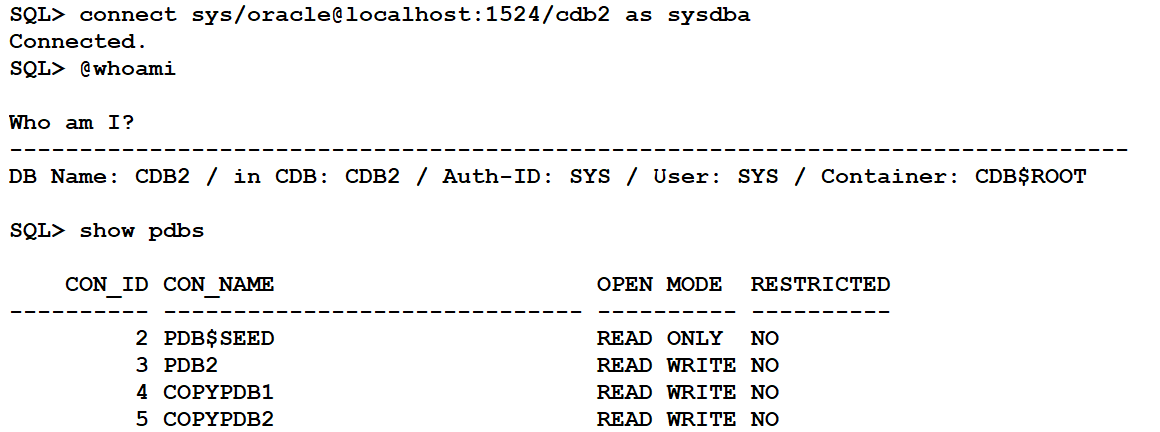 SQL> connect sys/oracle@localhost:1524/cdb2 as sysdba
Connected.
SQL> @whoami
Who am I?
--------------------------------------------------------------------------------
DB Name: CDB2 / in CDB: CDB2 / Auth-ID: SYS / User: SYS / Container: CDB$ROOT
SQL> show pdbs
    CON_ID CON_NAME                       OPEN MODE  RESTRICTED
---------- ------------------------------ ---------- ----------
         2 PDB$SEED                       READ ONLY  NO
         3 PDB2                           READ WRITE NO
         4 COPYPDB1                       READ WRITE NO
         5 COPYPDB2                       READ WRITE NO